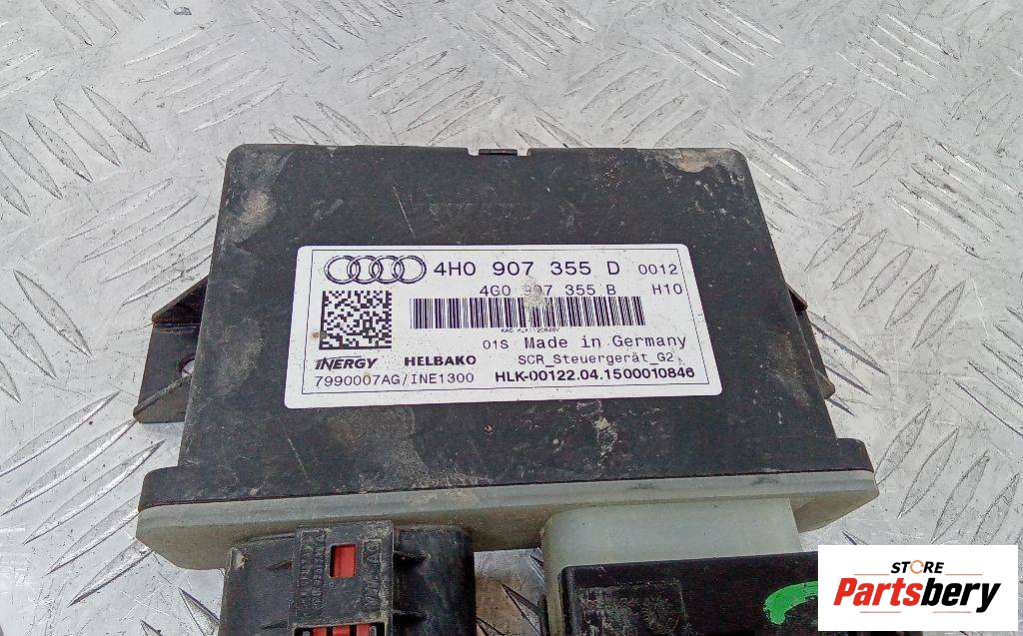 4H0 907 355 D 0012
4G0 907 355 B H10
01S Made in Germany
INERGY HELBAKO SCR_Steuergerät_G2
7990007AG/INE1300 HLK-00122.04.1500010846
STORE
Partsbery